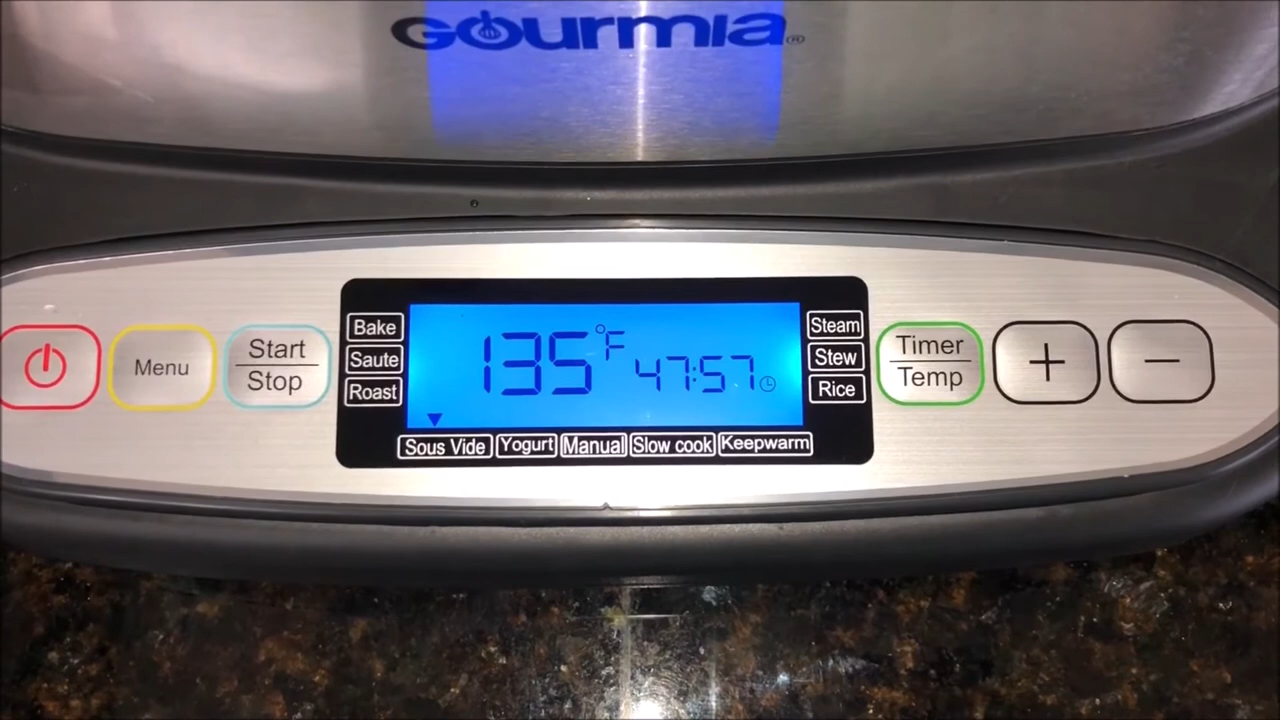 GOURMIA®
Bake
Saute
Roast
135°F 47:57
Steam
Stew
Rice
Sous Vide Yogurt Manual Slow cook Keepwarm
Menu
Start
Stop
Timer
Temp
+
−